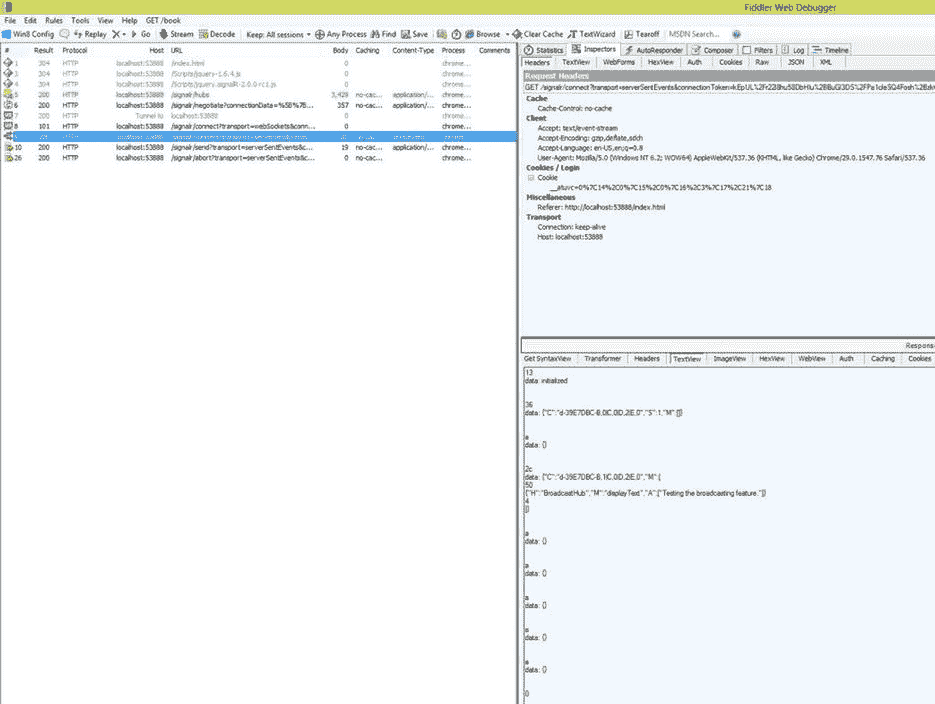 Fiddler Web Debugger
File Edit Rules Tools View Help GET /book
Win8 Config Replay X Go Stream Decode Keep: All sessions Any Process Find Save Browse Clear Cache TextWizard Tearoff MSDN Search...
Statistics Inspectors AutoResponder Composer Filters Log Timeline
# Result Protocol Host URL Body Caching Content-Type Process Comments
Headers TextView WebForms HexView Auth Cookies Raw JSON XML
1 304 HTTP localhost:53888 /index.html 0 chrome...
3 304 HTTP localhost:53888 /Scripts/jquery-1.6.4.js 0 chrome...
4 304 HTTP localhost:53888 /Scripts/jquery.signalR-2.0.0-rc1.js 0 chrome...
5 200 HTTP localhost:53888 /signalr/hubs 3,429 no-cac... application/... chrome...
6 200 HTTP localhost:53888 /signalr/negotiate?connectionData=%5B%7B... 357 no-cac... application/... chrome...
7 200 HTTP Tunnel to localhost:53888 0 chrome...
8 101 HTTP localhost:53888 /signalr/connect?transport=webSockets&conn... 0 chrome...
10 200 HTTP localhost:53888 /signalr/send?transport=serverSentEvents&c... 19 no-cac... application/... chrome...
26 200 HTTP localhost:53888 /signalr/abort?transport=serverSentEvents&c... 0 no-cac... chrome...
Request Headers
GET /signalr/connect?transport=serverSentEvents&connectionToken=
Cache
Cache-Control: no-cache
Client
Accept: text/event-stream
Accept-Encoding: gzip,deflate,sdch
Accept-Language: en-US,en;q=0.8
User-Agent: Mozilla/5.0 (Windows NT 6.2; WOW64) AppleWebKit/537.36 (KHTML, like Gecko) Chrome/29.0.1547.76 Safari/537.36
Cookies / Login
Cookie
__atuvc=0%7C14%2C0%7C15%2C0%7C16%2C3%7C17%2C21%7C18
Miscellaneous
Referer: http://localhost:53888/index.html
Transport
Connection: keep-alive
Host: localhost:53888
Respons
Get SyntaxView Transformer Headers TextView ImageView HexView WebView Auth Caching Cookies
13
data: initialized
36
data: {"C":"d-39E7DBC-B,0|C,0|D,2|E,0","S":1,"M":[]}
a
data: {}
2c
data: {"C":"d-39E7DBC-B,1|C,0|D,2|E,0","M":[
50
{"H":"BroadcastHub","M":"displayText","A":["Testing the broadcasting feature."]}
4
]}
a
data: {}
a
data: {}
a
data: {}
a
data: {}
a
data: {}
0